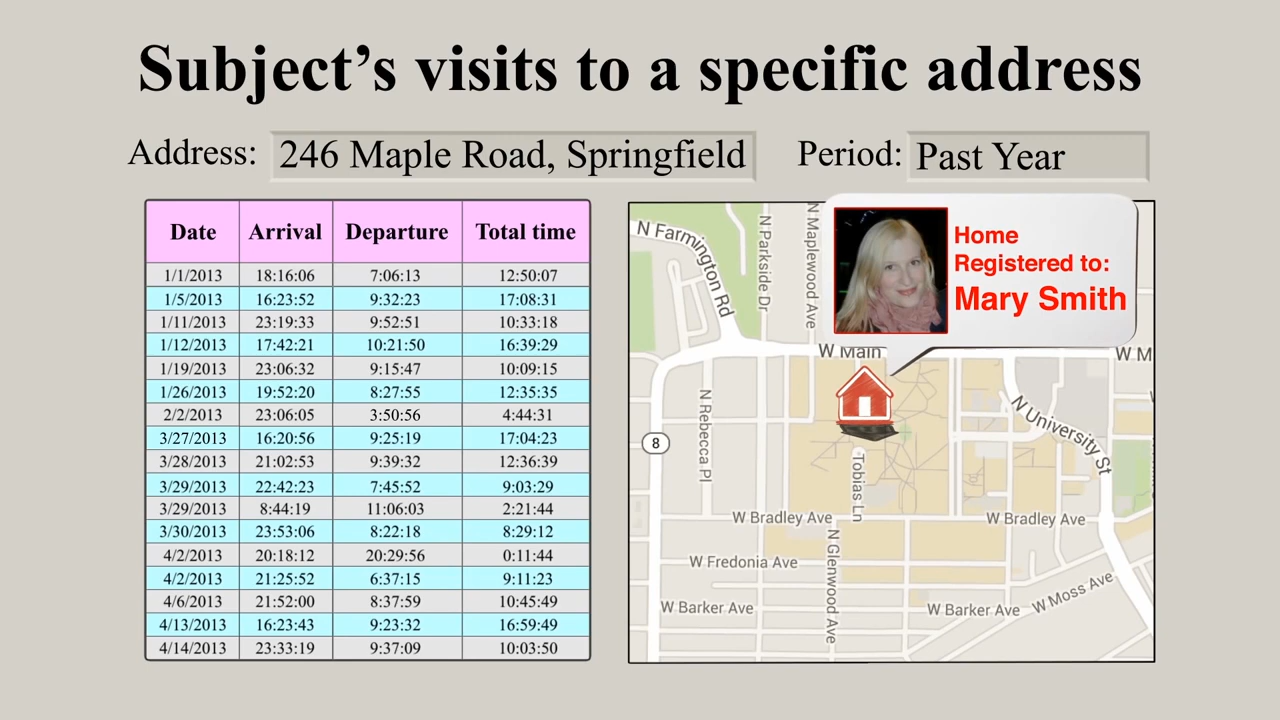 Subject’s visits to a specific address
Address: 246 Maple Road, Springfield Period: Past Year
Date Arrival Departure Total time
1/1/2013 18:16:06 7:06:13 12:50:07
1/5/2013 16:23:52 9:32:23 17:08:31
1/11/2013 23:19:33 9:52:51 10:33:18
1/12/2013 17:42:21 10:21:50 16:39:29
1/19/2013 23:06:32 9:15:47 10:09:15
1/26/2013 19:52:20 8:27:55 12:35:35
2/2/2013 23:06:05 3:50:56 4:44:31
3/27/2013 16:20:56 9:25:19 17:04:23
3/28/2013 21:02:53 9:39:32 12:36:39
3/29/2013 22:42:23 7:45:52 9:03:29
3/29/2013 8:44:19 11:06:03 2:21:44
3/30/2013 23:53:06 8:22:18 8:29:12
4/2/2013 20:18:12 20:29:56 0:11:44
4/2/2013 21:25:52 6:37:15 9:11:23
4/6/2013 21:52:00 8:37:59 10:45:49
4/13/2013 16:23:43 9:23:32 16:59:49
4/14/2013 23:33:19 9:37:09 10:03:50
Home
Registered to:
Mary Smith
N Farmington Rd
N Parkside Dr
N Maplewood Ave
W Main
W M
N Rebecca Pl
N University St
8
Tobias Ln
W Bradley Ave
W Bradley Ave
N Glenwood Ave
W Fredonia Ave
W Barker Ave
W Barker Ave
W Moss Ave